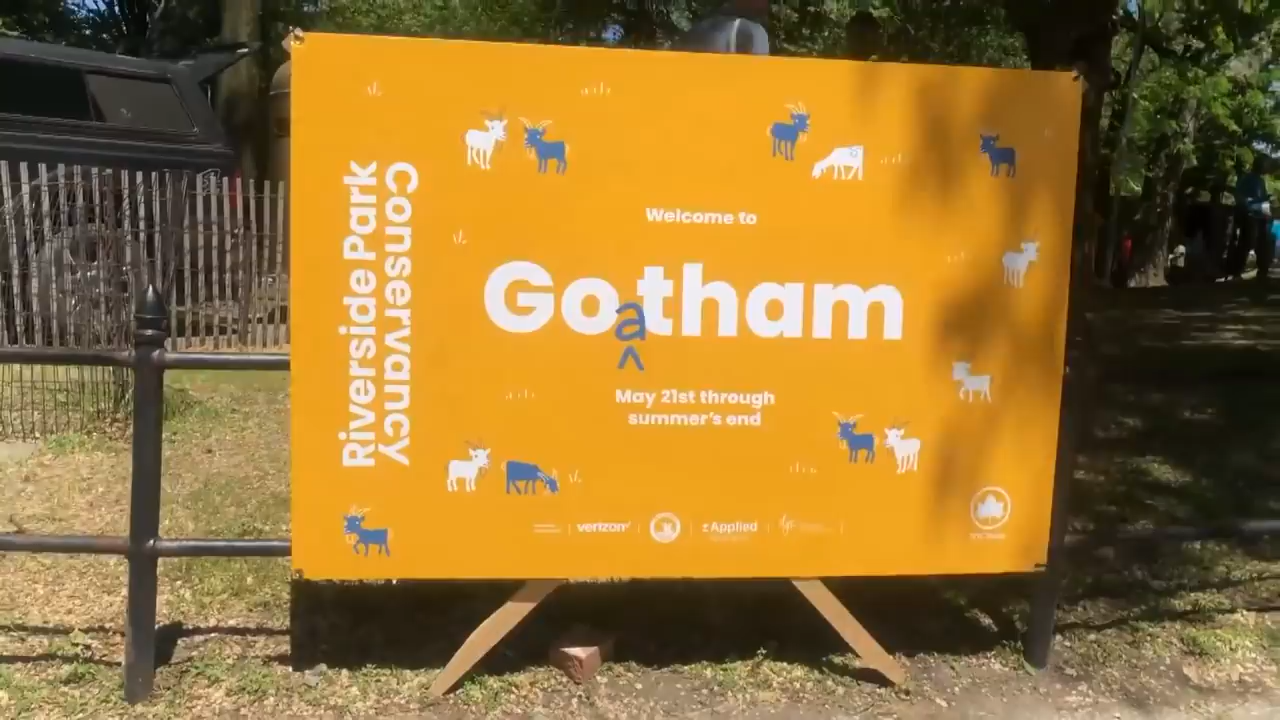 Riverside Park
Conservancy
Welcome to
Goatham
May 21st through
summer's end
verizon
Applied